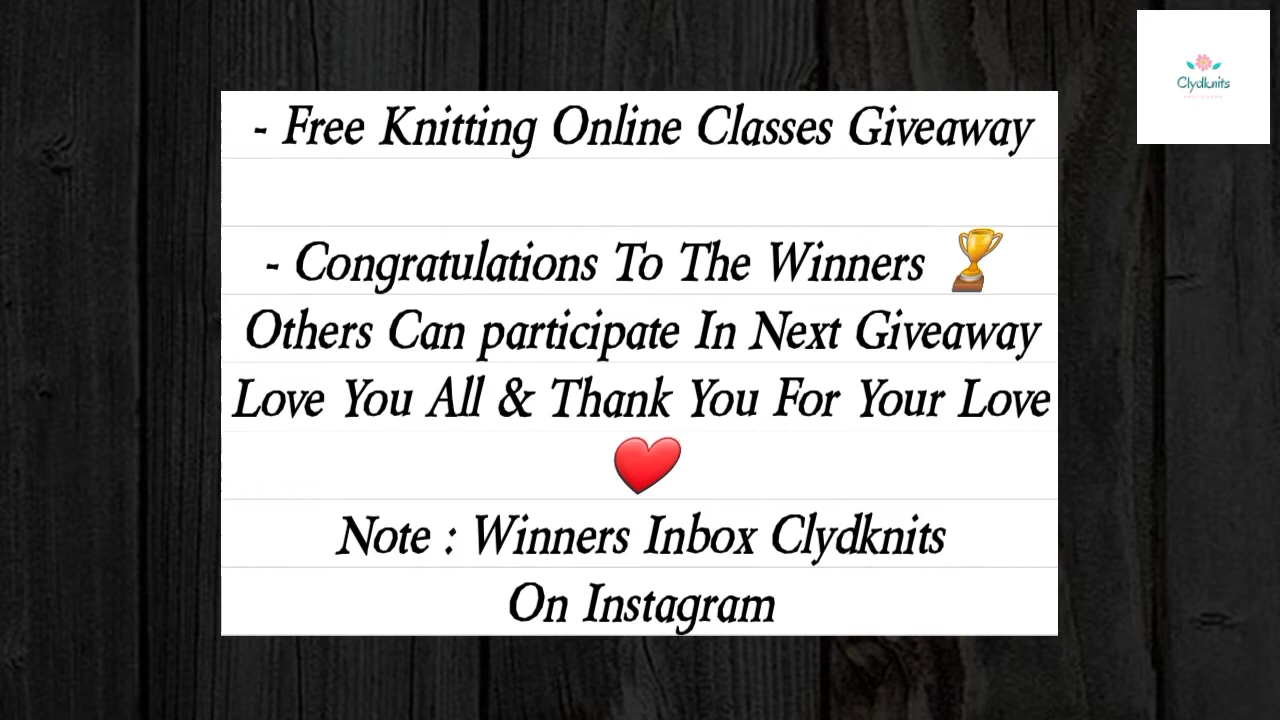 Clydknits
- Free Knitting Online Classes Giveaway
- Congratulations To The Winners 🏆
Others Can participate In Next Giveaway
Love You All & Thank You For Your Love
❤️
Note : Winners Inbox Clydknits
On Instagram